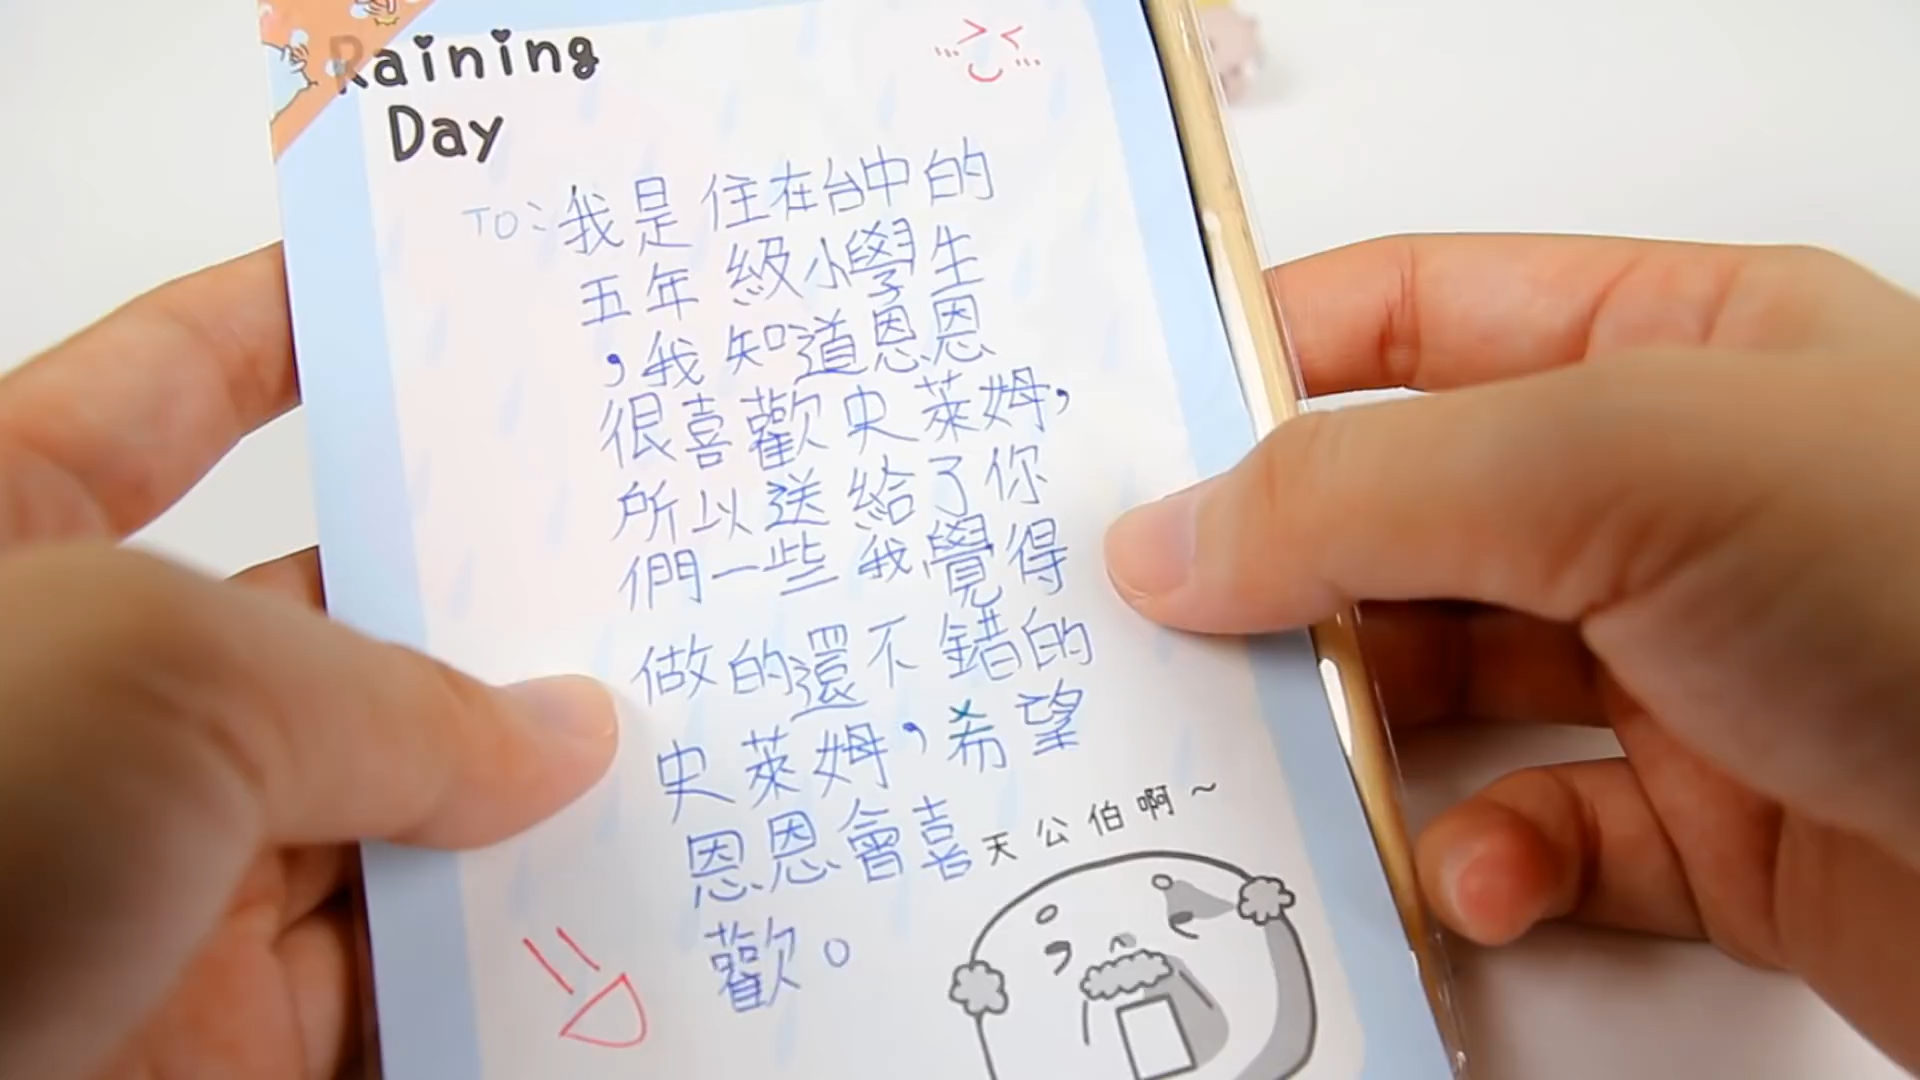 Raining
Day
TO:我是住在台中的
五年級小學生
，我知道恩恩
很喜歡史萊姆，
所以送給了你
們一些我覺得
做的還不錯的
史萊姆，希望
恩恩會喜
歡。
天公伯啊~